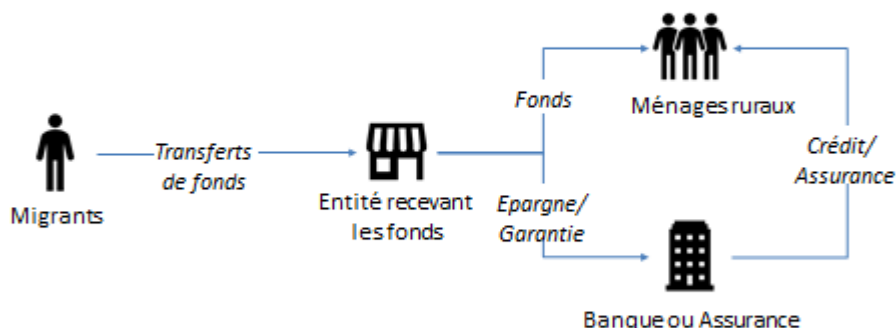 Fonds
Ménages ruraux
Transferts
de fonds
Crédit/
Assurance
Migrants
Entité recevant
les fonds
Epargne/
Garantie
Banque ou Assurance